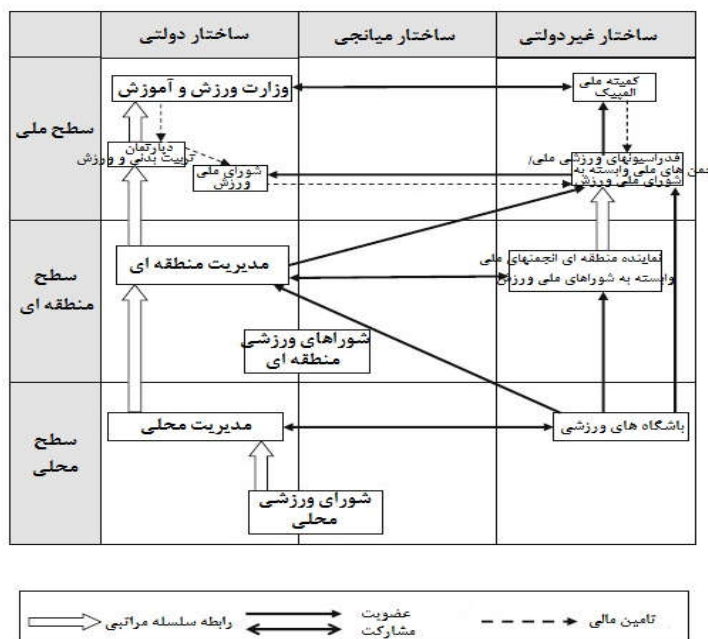 ساختار دولتی
ساختار میانجی
ساختار غیردولتی
سطح ملی
وزارت ورزش و آموزش
کمیته ملی
المپیک
دپارتمان
تربیت بدنی و ورزش
شورای ملی
ورزش
فدراسیونهای ورزشی ملی/
جمن های ملی وابسته به
شورای ملی ورزش
سطح
منطقه ای
مدیریت منطقه ای
نماینده منطقه ای انجمنهای ملی
وابسته به شوراهای ملی ورزش
شوراهای ورزشی
منطقه ای
سطح
محلی
مدیریت محلی
باشگاه های ورزشی
شورای ورزشی
محلی
رابطه سلسله مراتبی
عضویت
مشارکت
تامین مالی